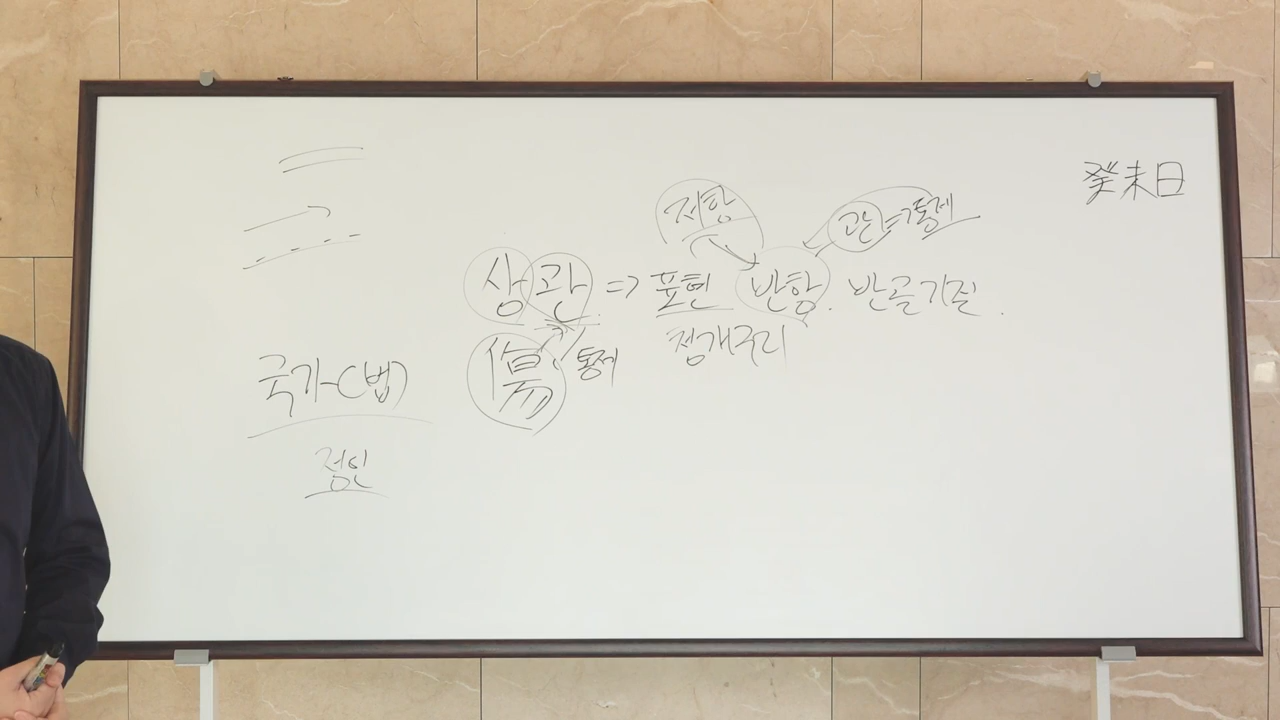 癸未日
저항 관=통제
상관 => 표현 반항. 반골기질.
傷 통제 청개구리
국가(법)
정인